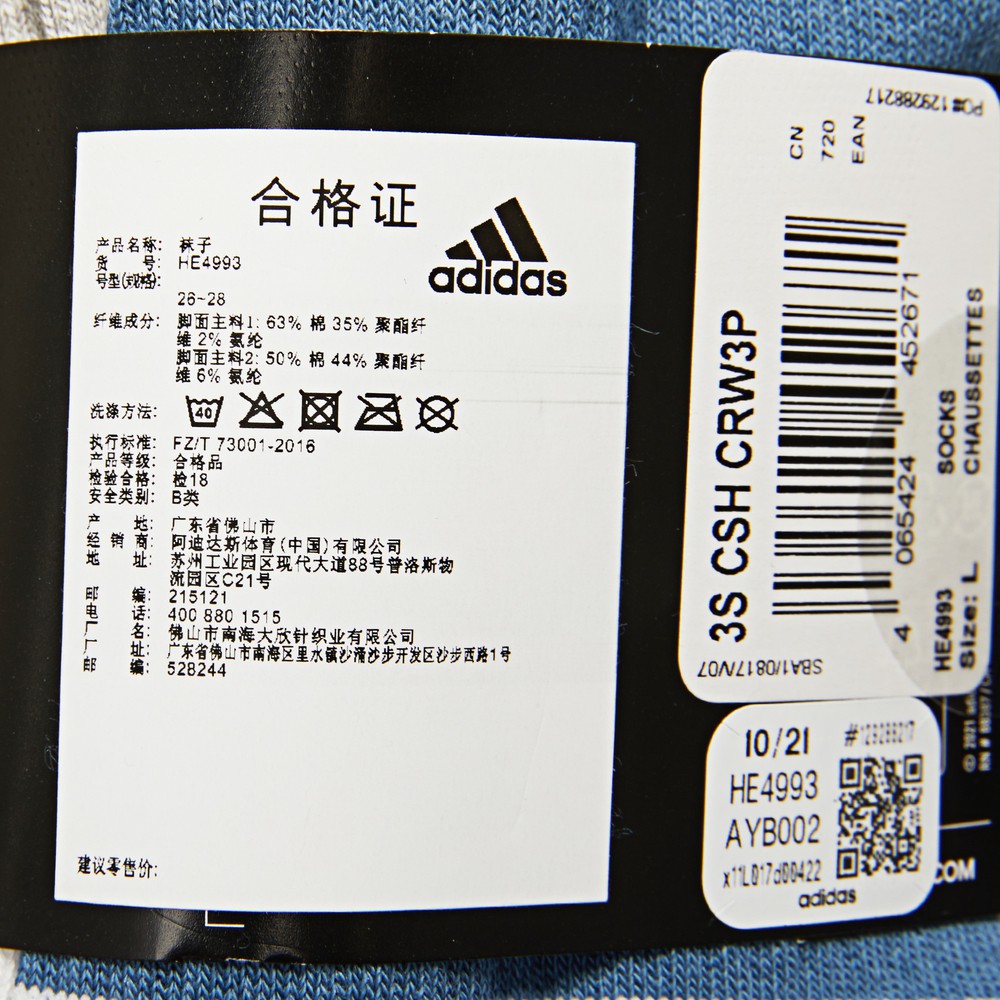 合格证
adidas
产品名称: 袜子
货 号: HE4993
号型(规格):
26~28
纤维成分: 脚面主料1: 63% 棉 35% 聚酯纤
维 2% 氨纶
脚面主料2: 50% 棉 44% 聚酯纤
维 6% 氨纶
洗涤方法: 40
执行标准: FZ/T 73001-2016
产品等级: 合格品
检验合格: 检18
安全类别: B类
产 地: 广东省佛山市
经 销 商: 阿迪达斯体育(中国)有限公司
地 址: 苏州工业园区现代大道88号普洛斯物
流园区C21号
邮 编: 215121
电 话: 400 880 1515
厂 名: 佛山市南海大欣针织业有限公司
厂 址: 广东省佛山市南海区里水镇沙涌沙步开发区沙步西路1号
邮 编: 528244
建议零售价:
PO# 129288217
CN
720
EAN
3S CSH CRW3P
4 065424 452671
SOCKS
CHAUSSETTES
HE4993
Size: L
SBA1/0817/V07
10/21 #129288217
HE4993
AYB002
x11L017d00422
adidas
© 2021
COM
L